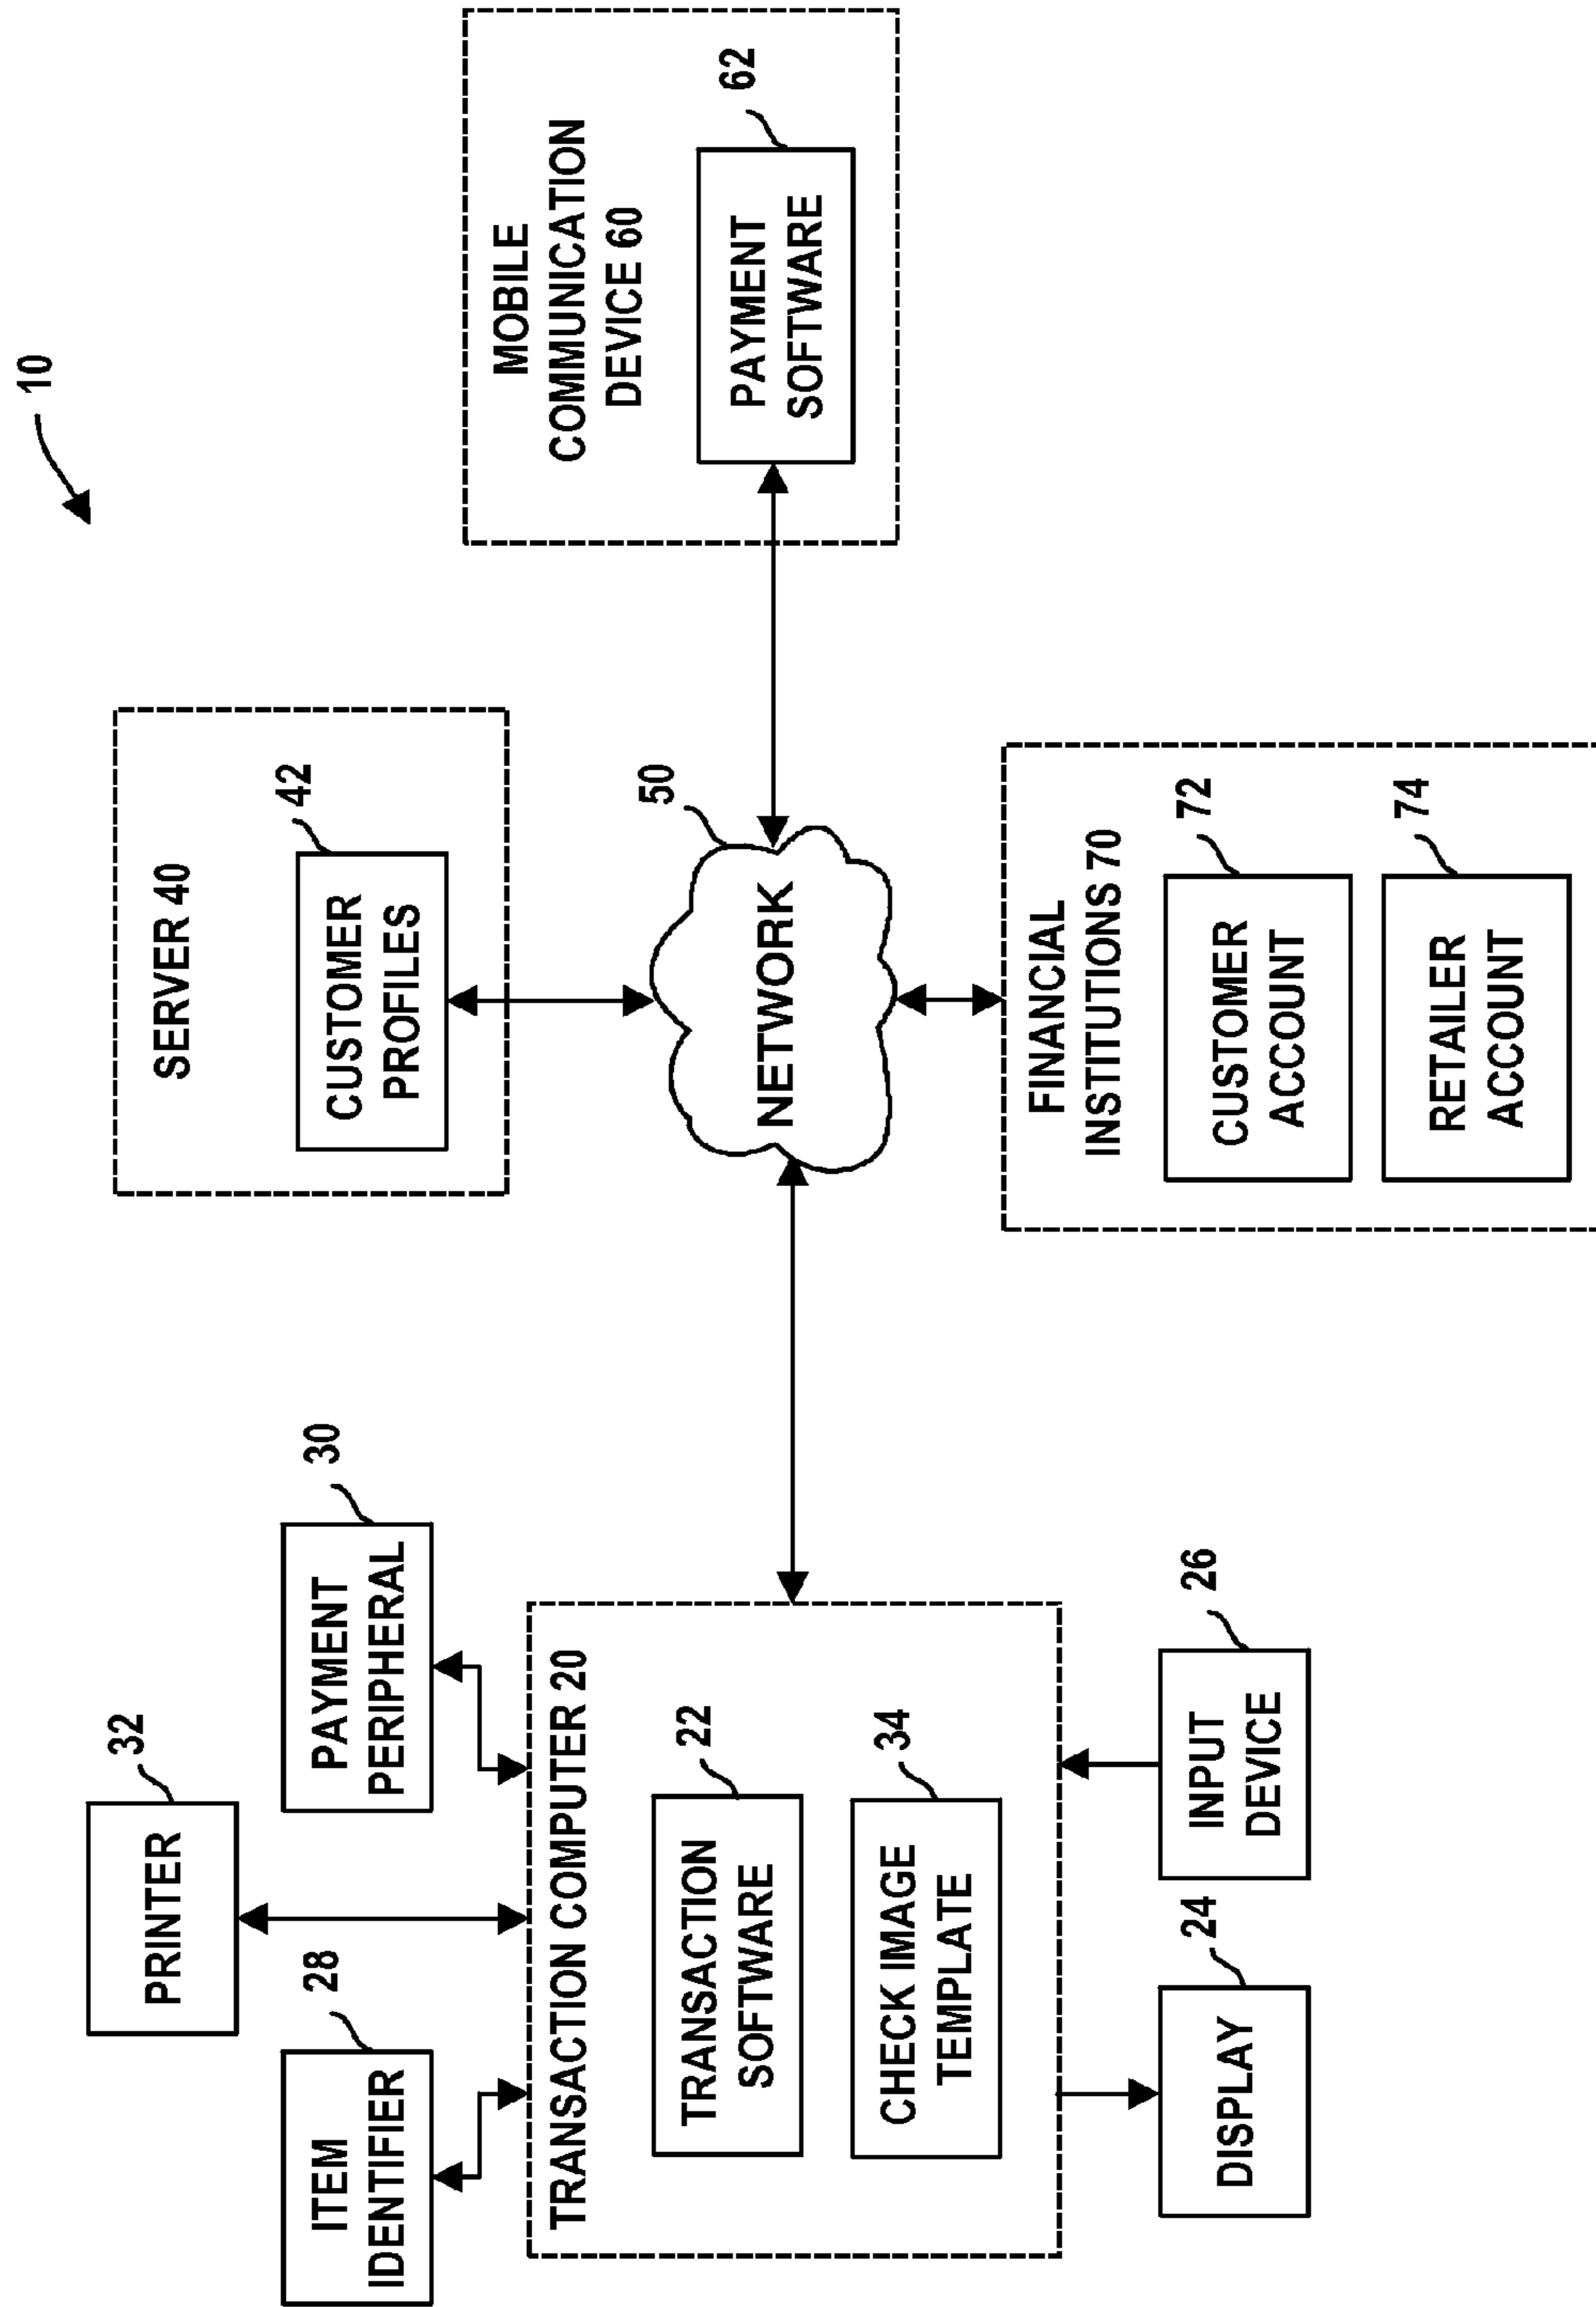 10
32
PRINTER
28
ITEM
IDENTIFIER
30
PAYMENT
PERIPHERAL
TRANSACTION COMPUTER 20
22
TRANSACTION
SOFTWARE
34
CHECK IMAGE
TEMPLATE
24
DISPLAY
26
INPUT
DEVICE
SERVER 40
42
CUSTOMER
PROFILES
50
NETWORK
FINANCIAL
INSTITUTIONS 70
72
CUSTOMER
ACCOUNT
74
RETAILER
ACCOUNT
MOBILE
COMMUNICATION
DEVICE 60
62
PAYMENT
SOFTWARE